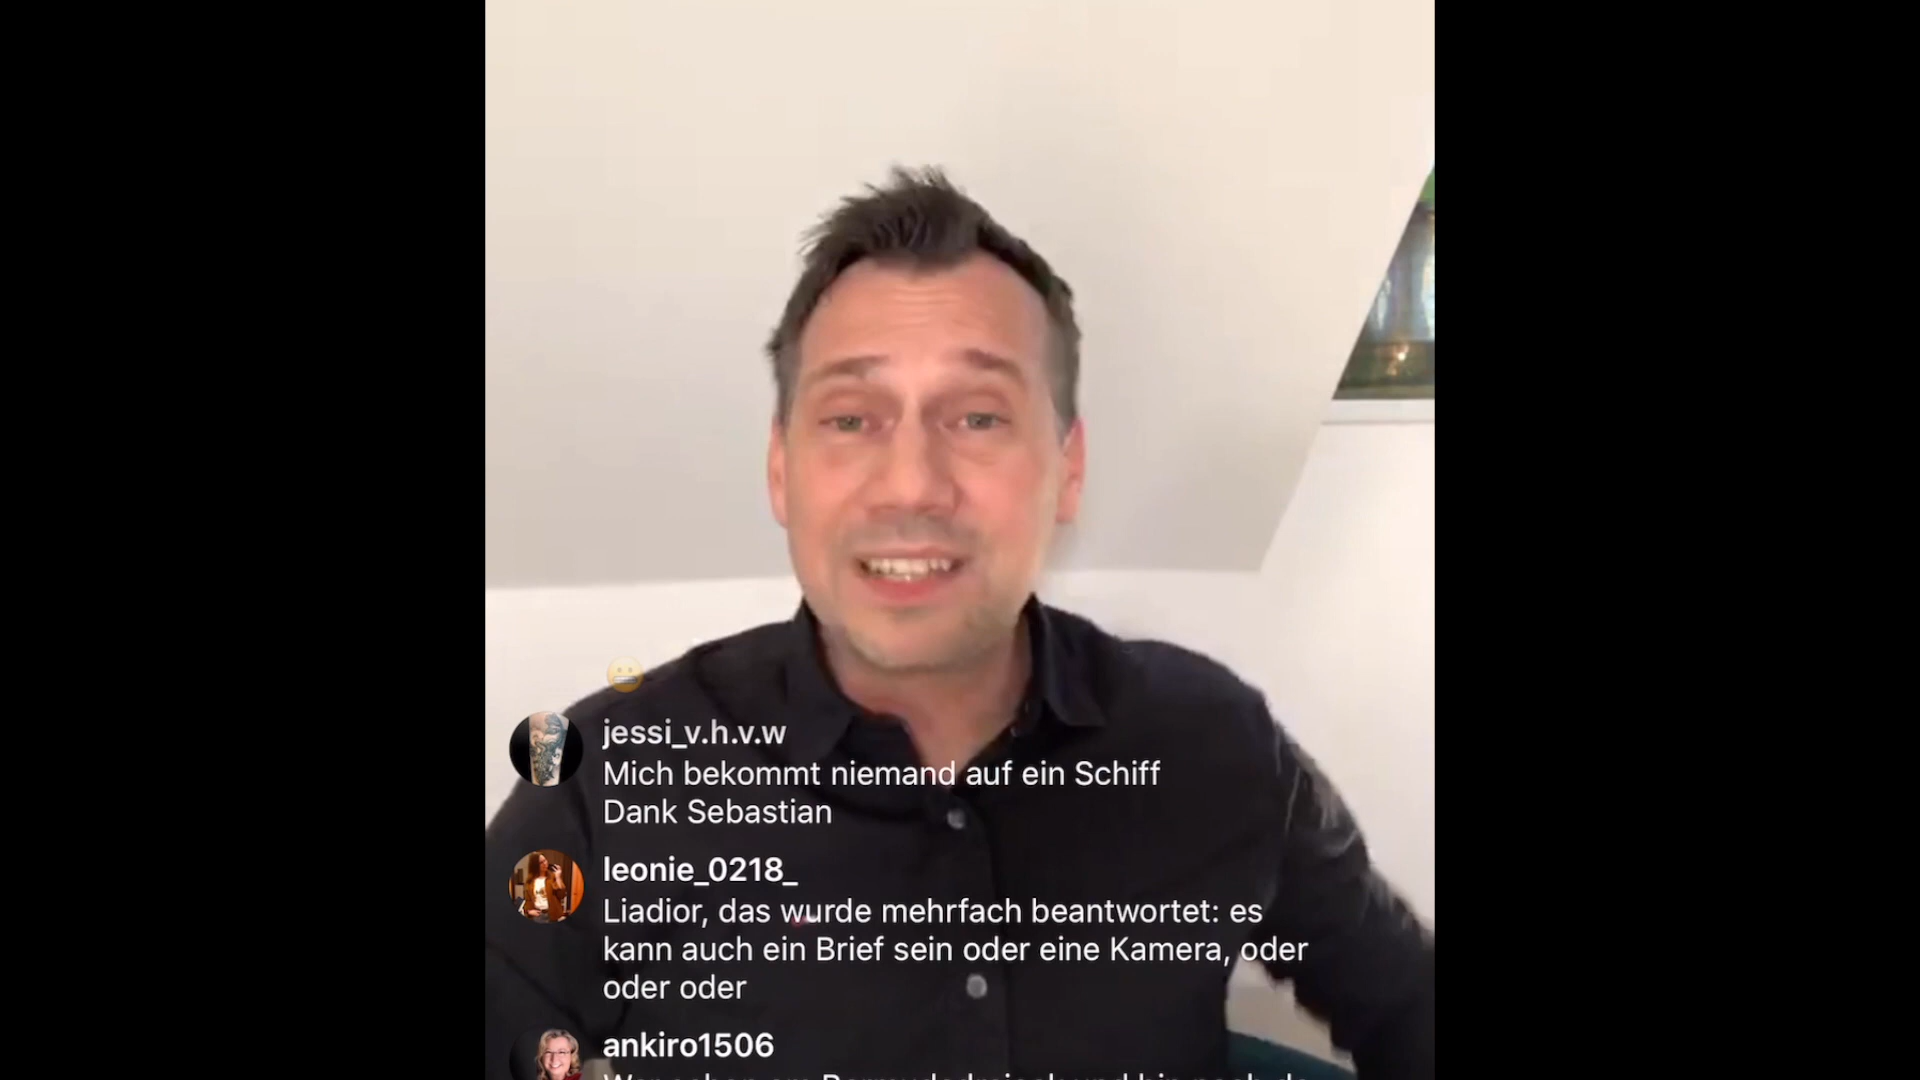 😬
jessi_v.h.v.w
Mich bekommt niemand auf ein Schiff
Dank Sebastian
leonie_0218_
Liadior, das wurde mehrfach beantwortet: es
kann auch ein Brief sein oder eine Kamera, oder
oder oder
ankiro1506